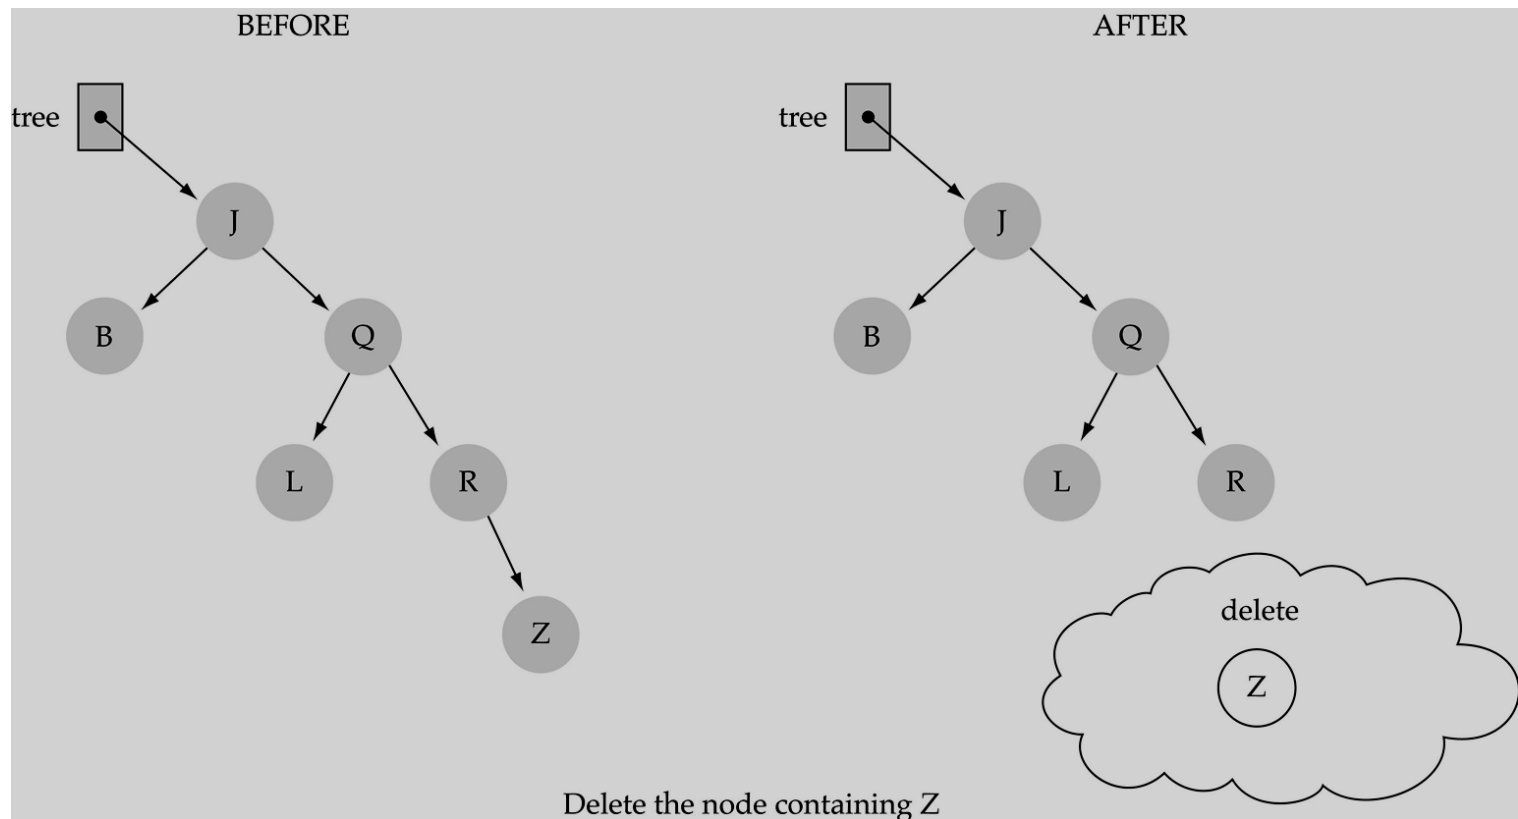 BEFORE
AFTER
tree
J
B
Q
L
R
Z
tree
J
B
Q
L
R
delete
Z
Delete the node containing Z